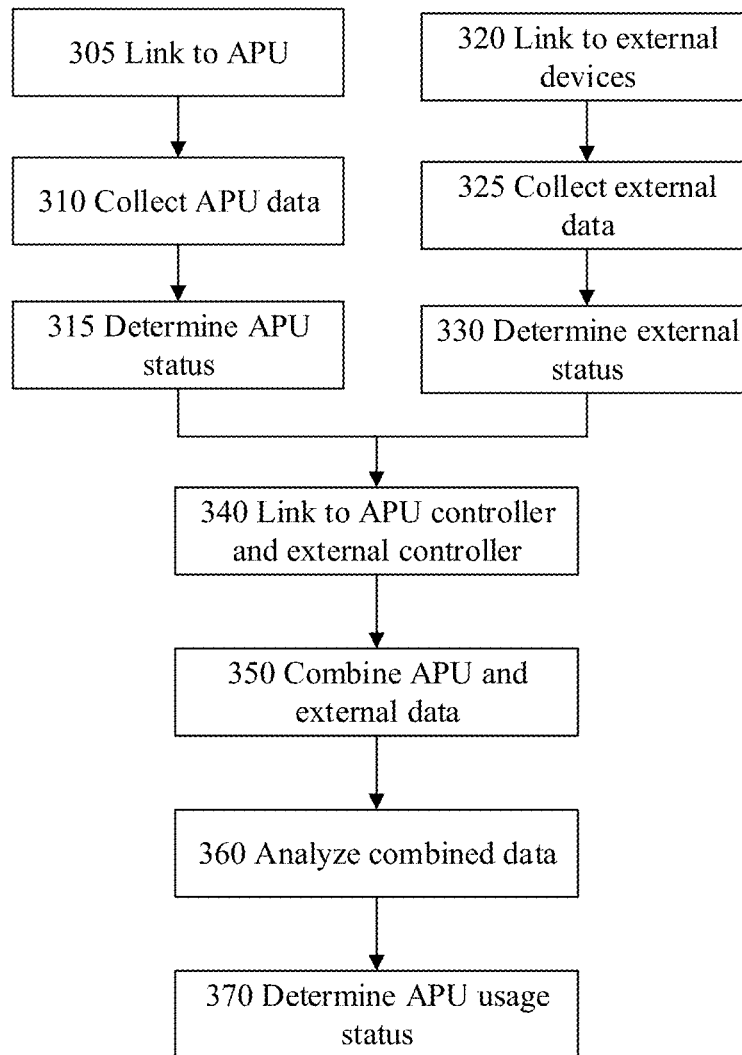 305 Link to APU
310 Collect APU data
315 Determine APU
status
320 Link to external
devices
325 Collect external
data
330 Determine external
status
340 Link to APU controller
and external controller
350 Combine APU and
external data
360 Analyze combined data
370 Determine APU usage
status